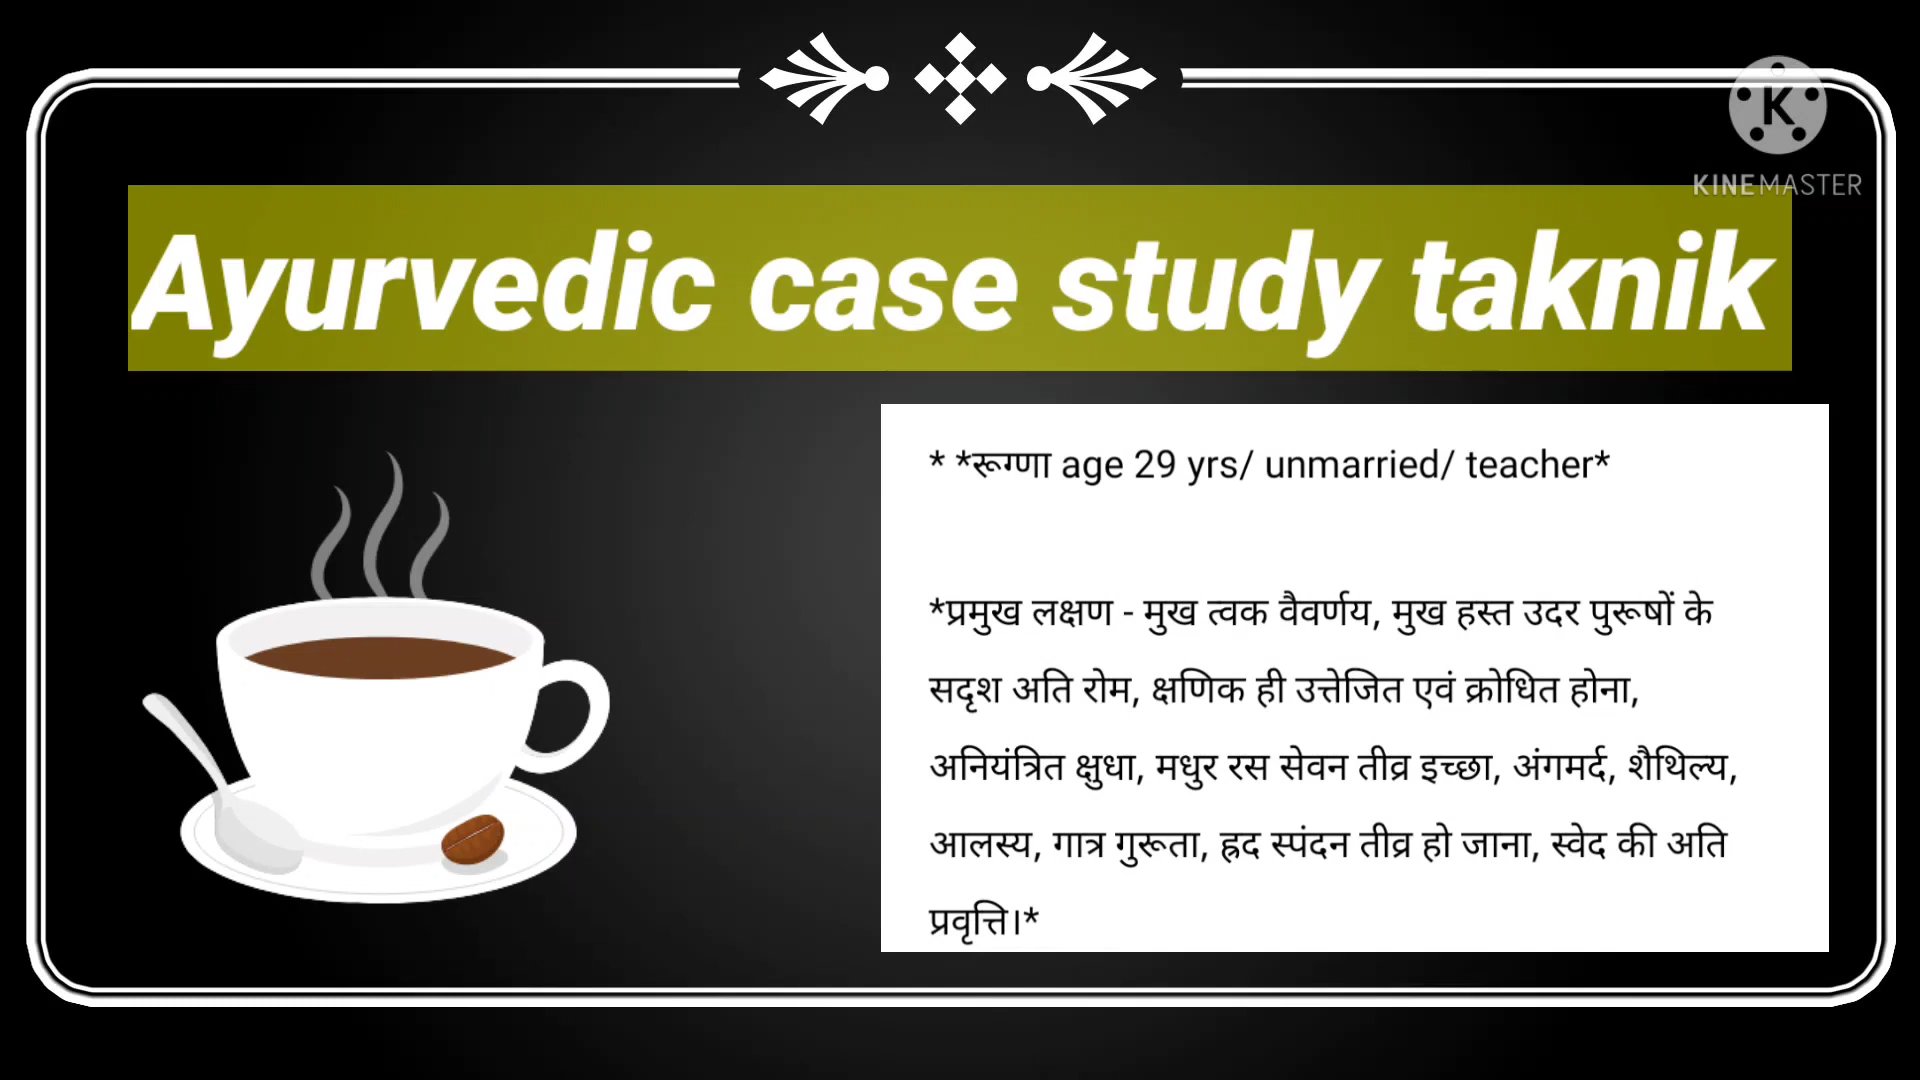 K
KINEMASTER
Ayurvedic case study taknik
* *रूग्णा age 29 yrs/ unmarried/ teacher*
*प्रमुख लक्षण - मुख त्वक वैवर्णय, मुख हस्त उदर पुरूषों के
सदृश अति रोम, क्षणिक ही उत्तेजित एवं क्रोधित होना,
अनियंत्रित क्षुधा, मधुर रस सेवन तीव्र इच्छा, अंगमर्द, शैथिल्य,
आलस्य, गात्र गुरूता, ह्रद स्पंदन तीव्र हो जाना, स्वेद की अति
प्रवृत्ति।*